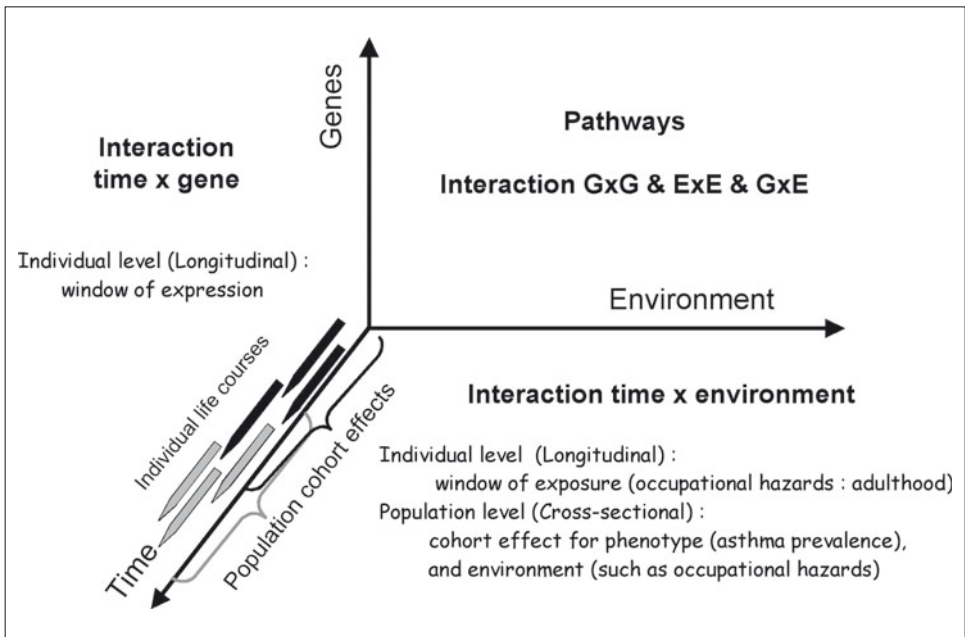 Genes
Pathways
Interaction GxG & ExE & GxE
Interaction
time x gene
Individual level (Longitudinal) :
window of expression
Environment
Individual life courses
Population cohort effects
Time
Interaction time x environment
Individual level (Longitudinal) :
window of exposure (occupational hazards : adulthood)
Population level (Cross-sectional) :
cohort effect for phenotype (asthma prevalence),
and environment (such as occupational hazards)